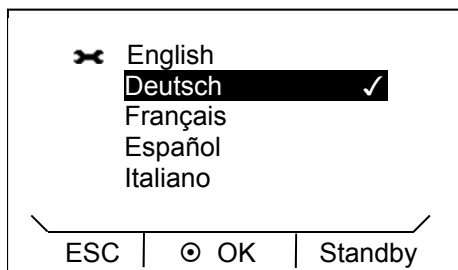 English
Deutsch ✓
Français
Español
Italiano
ESC ⊙ OK Standby